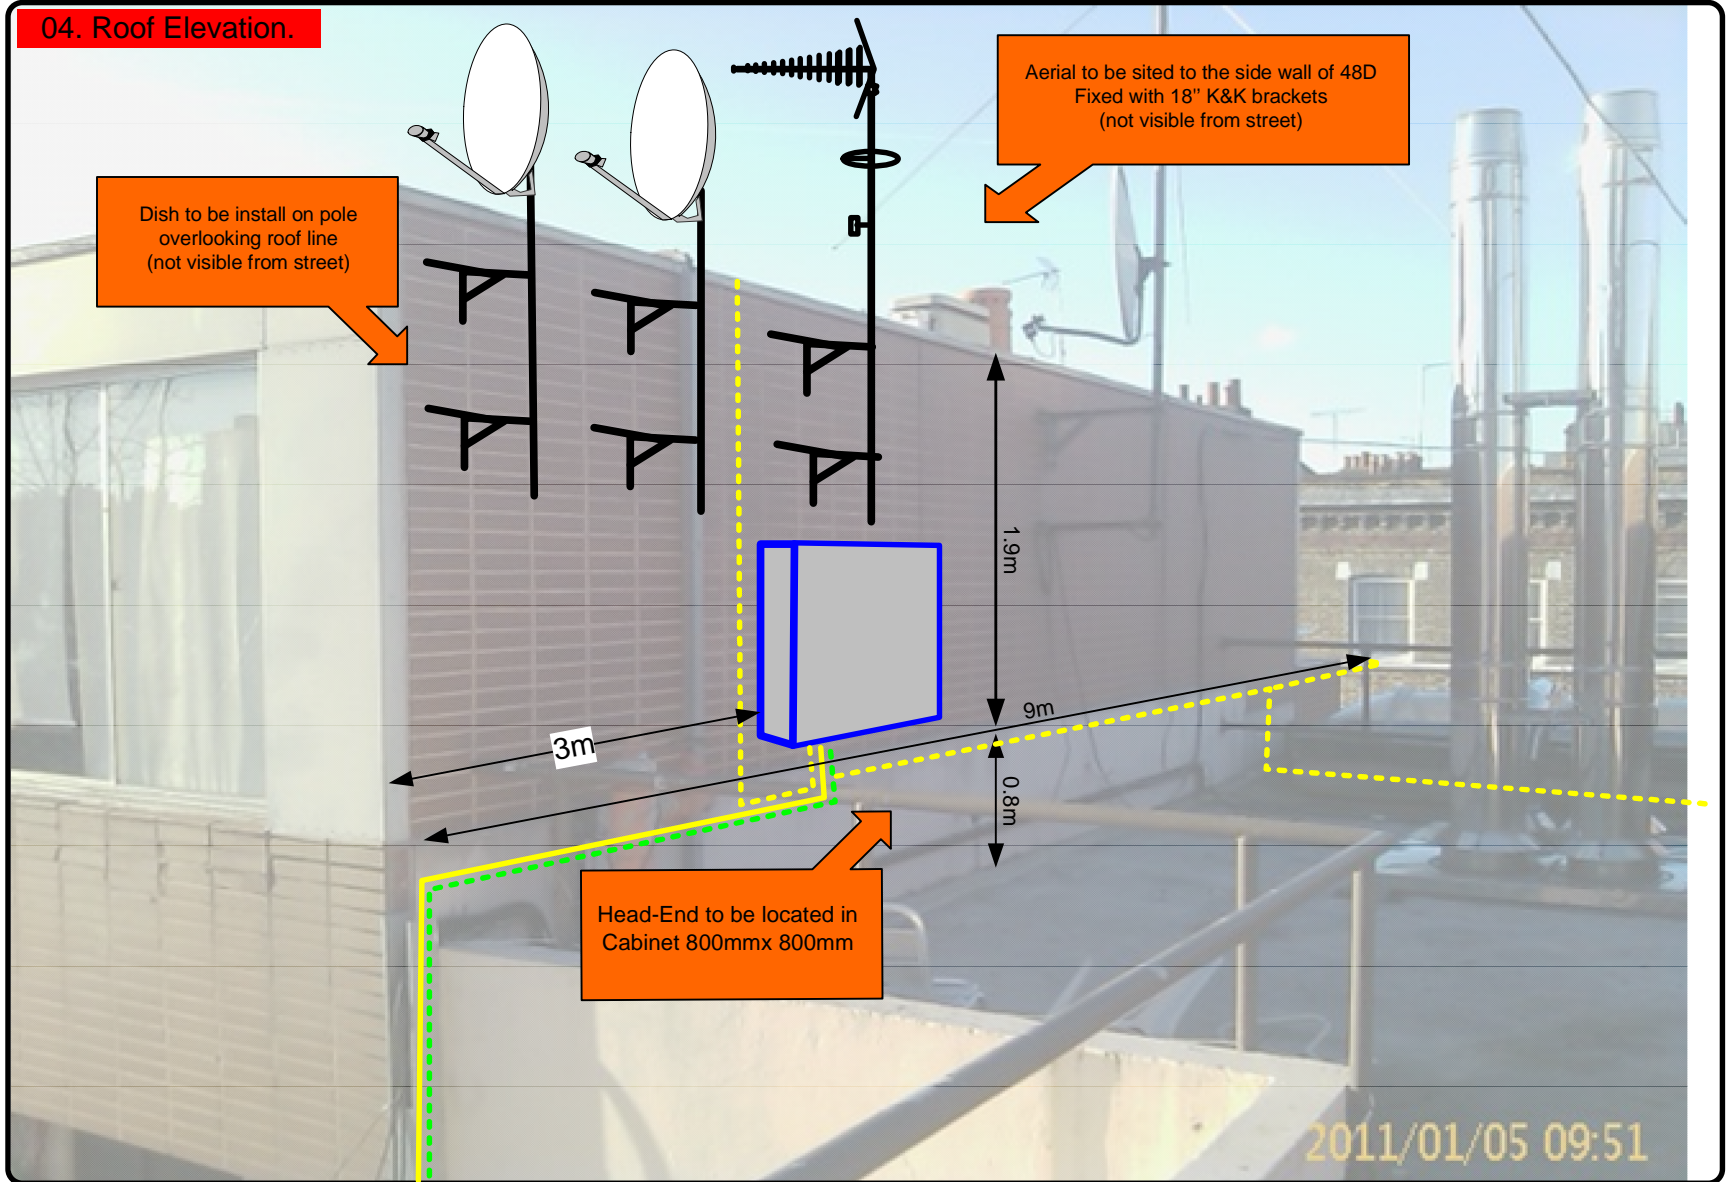 04. Roof Elevation.
Aerial to be sited to the side wall of 48D
Fixed with 18" K&K brackets
(not visible from street)
Dish to be install on pole
overlooking roof line
(not visible from street)
1.9m
9m
3m
0.8m
Head-End to be located in
Cabinet 800mmx 800mm
2011/01/05 09:51